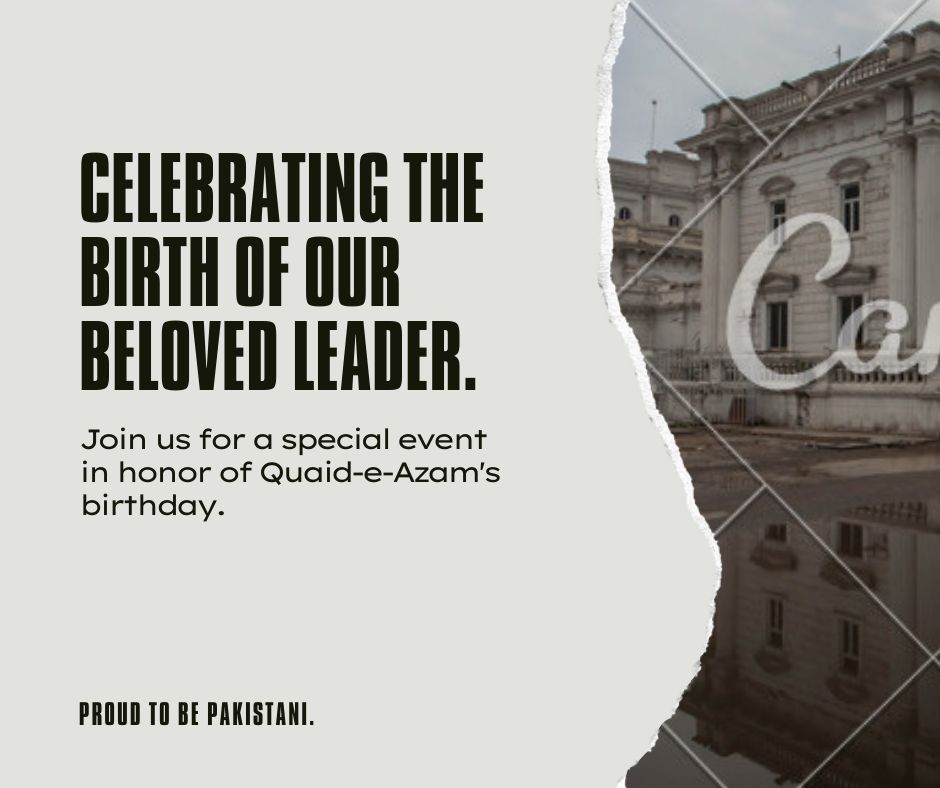 CELEBRATING THE
BIRTH OF OUR
BELOVED LEADER.
Join us for a special event
in honor of Quaid-e-Azam's
birthday.
PROUD TO BE PAKISTANI.
Can